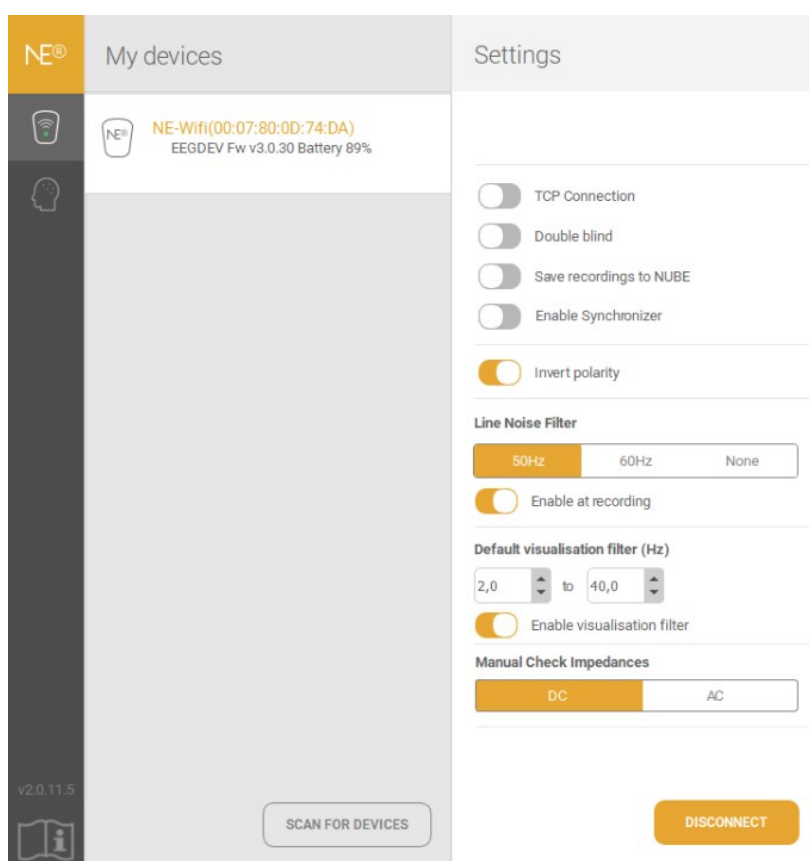 NE®
My devices
Settings
NE®
NE-Wifi(00:07:80:0D:74:DA)
EEGDEV Fw v3.0.30 Battery 89%
TCP Connection
Double blind
Save recordings to NUBE
Enable Synchronizer
Invert polarity
Line Noise Filter
50Hz 60Hz None
Enable at recording
Default visualisation filter (Hz)
2,0 to 40,0
Enable visualisation filter
Manual Check Impedances
DC AC
v2.0.11.5
i
SCAN FOR DEVICES
DISCONNECT